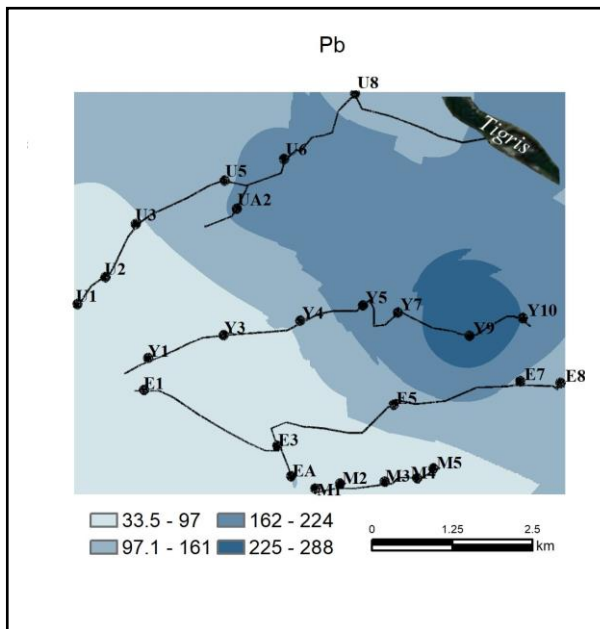 Pb
U8
Tigris
U6
U5
UA2
U3
U2
U1
Y5
Y7
Y10
Y4
Y3
Y9
Y1
E1
E7
E8
E5
E3
EA
M5
M4
M3
M2
M1
33.5 - 97
162 - 224
97.1 - 161
225 - 288
0
1.25
2.5
km